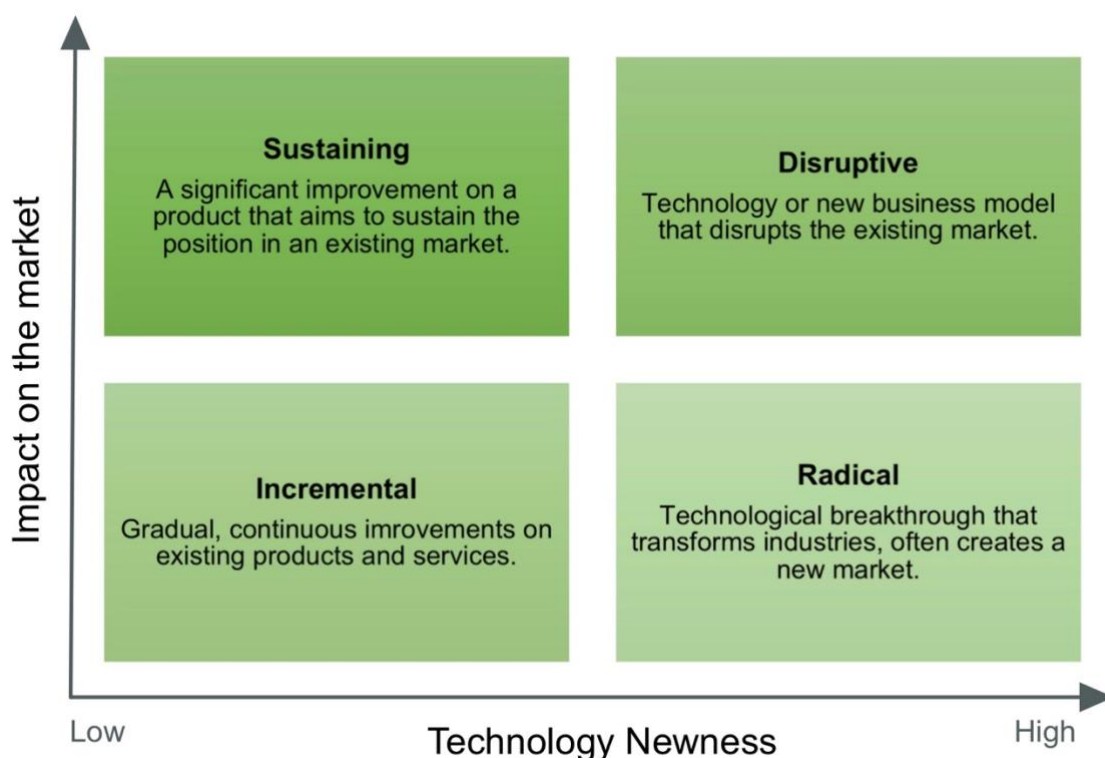 Impact on the market
Sustaining
A significant improvement on a
product that aims to sustain the
position in an existing market.
Disruptive
Technology or new business model
that disrupts the existing market.
Incremental
Gradual, continuous imrovements on
existing products and services.
Radical
Technological breakthrough that
transforms industries, often creates a
new market.
Low
Technology Newness
High